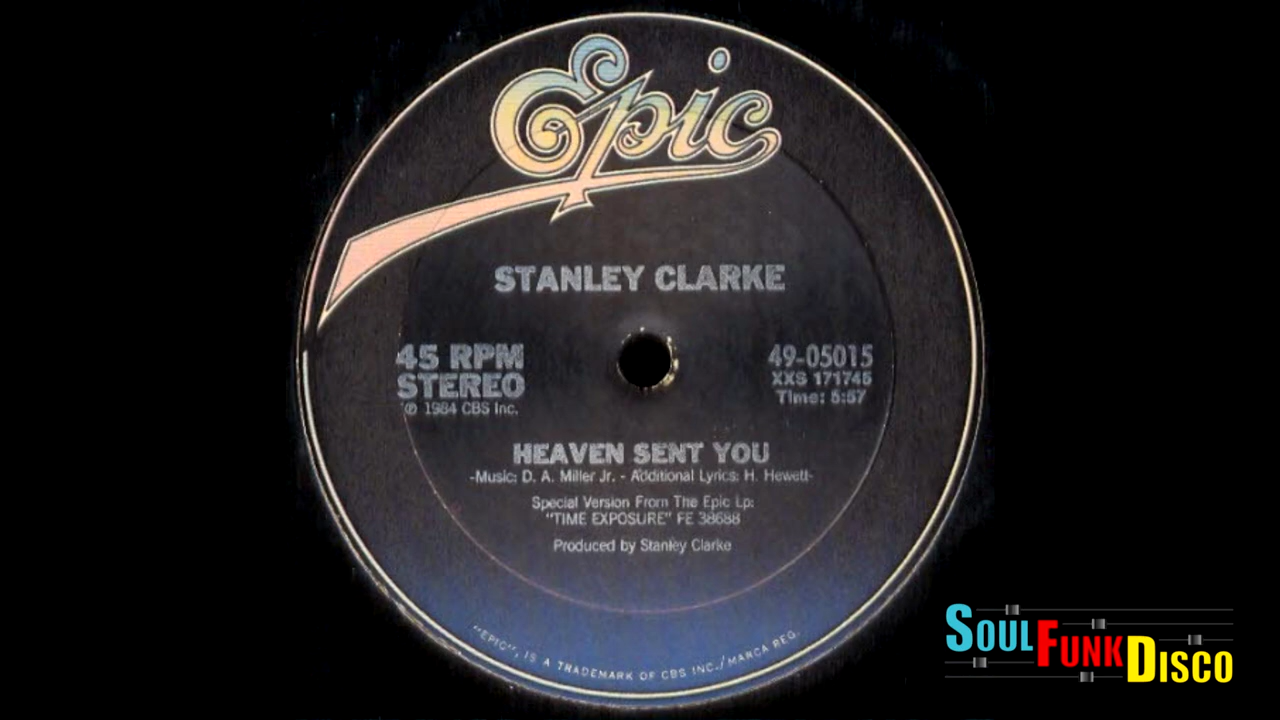 Epic
STANLEY CLARKE
45 RPM
STEREO
℗ 1984 CBS Inc.
49-05015
XXS 171745
Time: 5:57
HEAVEN SENT YOU
-Music: D. A. Miller Jr. - Additional Lyrics: H. Hewett-
Special Version From The Epic Lp:
"TIME EXPOSURE" FE 38688
Produced by Stanley Clarke
"EPIC", IS A TRADEMARK OF CBS INC./MARCA REG.
SOUL FUNK DISCO